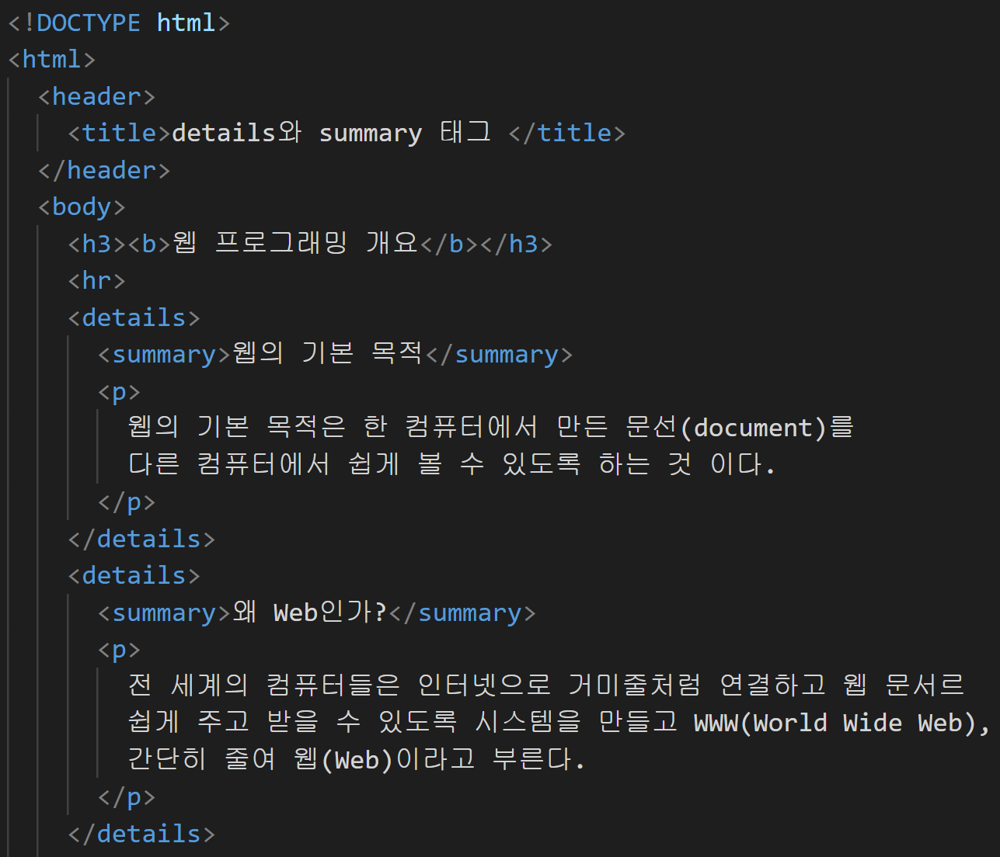 <!DOCTYPE html>
<html>
<header>
<title>details와 summary 태그 </title>
</header>
<body>
<h3><b>웹 프로그래밍 개요</b></h3>
<hr>
<details>
<summary>웹의 기본 목적</summary>
<p>
웹의 기본 목적은 한 컴퓨터에서 만든 문선(document)를
다른 컴퓨터에서 쉽게 볼 수 있도록 하는 것 이다.
</p>
</details>
<details>
<summary>왜 Web인가?</summary>
<p>
전 세계의 컴퓨터들은 인터넷으로 거미줄처럼 연결하고 웹 문서르
쉽게 주고 받을 수 있도록 시스템을 만들고 WWW(World Wide Web),
간단히 줄여 웹(Web)이라고 부른다.
</p>
</details>